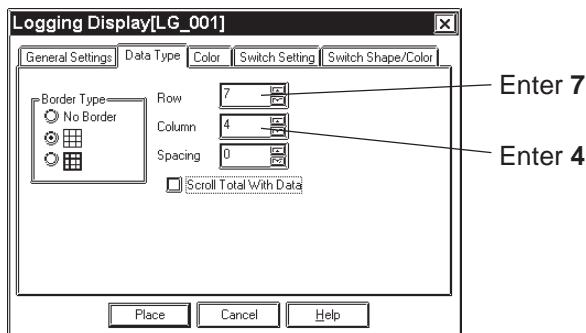 Logging Display[LG_001]
General Settings Data Type Color Switch Setting Switch Shape/Color
Border Type
No Border
Row 7
Enter 7
Column 4
Enter 4
Spacing 0
Scroll Total With Data
Place Cancel Help